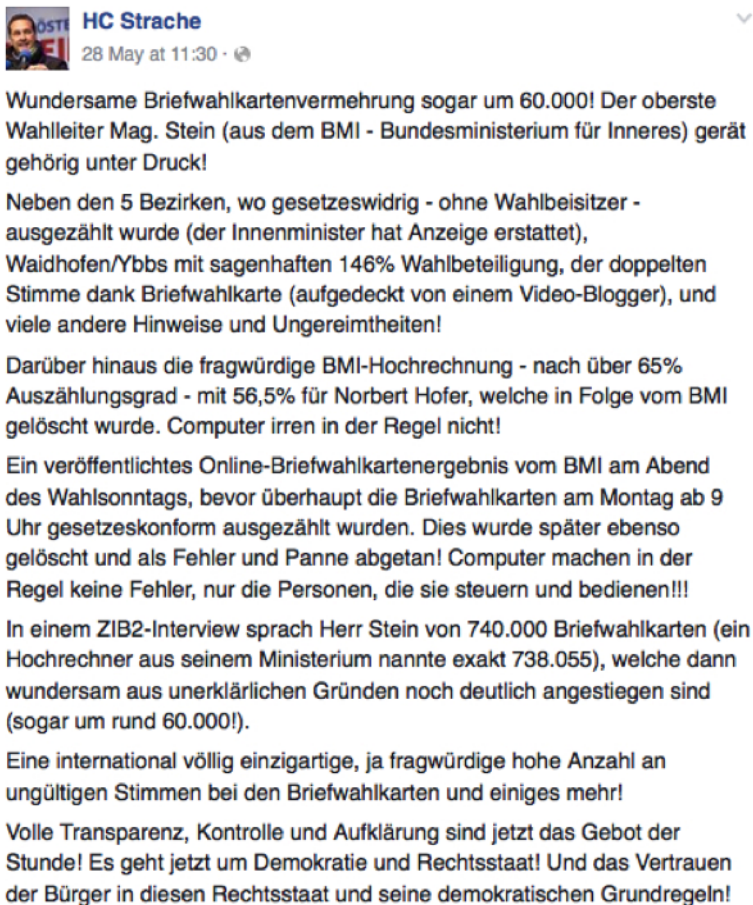 HC Strache
28 May at 11:30 ·
Wundersame Briefwahlkartenvermehrung sogar um 60.000! Der oberste
Wahlleiter Mag. Stein (aus dem BMI - Bundesministerium für Inneres) gerät
gehörig unter Druck!
Neben den 5 Bezirken, wo gesetzeswidrig - ohne Wahlbeisitzer -
ausgezählt wurde (der Innenminister hat Anzeige erstattet),
Waidhofen/Ybbs mit sagenhaften 146% Wahlbeteiligung, der doppelten
Stimme dank Briefwahlkarte (aufgedeckt von einem Video-Blogger), und
viele andere Hinweise und Ungereimtheiten!
Darüber hinaus die fragwürdige BMI-Hochrechnung - nach über 65%
Auszählungsgrad - mit 56,5% für Norbert Hofer, welche in Folge vom BMI
gelöscht wurde. Computer irren in der Regel nicht!
Ein veröffentlichtes Online-Briefwahlkartenergebnis vom BMI am Abend
des Wahlsonntags, bevor überhaupt die Briefwahlkarten am Montag ab 9
Uhr gesetzeskonform ausgezählt wurden. Dies wurde später ebenso
gelöscht und als Fehler und Panne abgetan! Computer machen in der
Regel keine Fehler, nur die Personen, die sie steuern und bedienen!!!
In einem ZIB2-Interview sprach Herr Stein von 740.000 Briefwahlkarten (ein
Hochrechner aus seinem Ministerium nannte exakt 738.055), welche dann
wundersam aus unerklärlichen Gründen noch deutlich angestiegen sind
(sogar um rund 60.000!).
Eine international völlig einzigartige, ja fragwürdige hohe Anzahl an
ungültigen Stimmen bei den Briefwahlkarten und einiges mehr!
Volle Transparenz, Kontrolle und Aufklärung sind jetzt das Gebot der
Stunde! Es geht jetzt um Demokratie und Rechtsstaat! Und das Vertrauen
der Bürger in diesen Rechtsstaat und seine demokratischen Grundregeln!